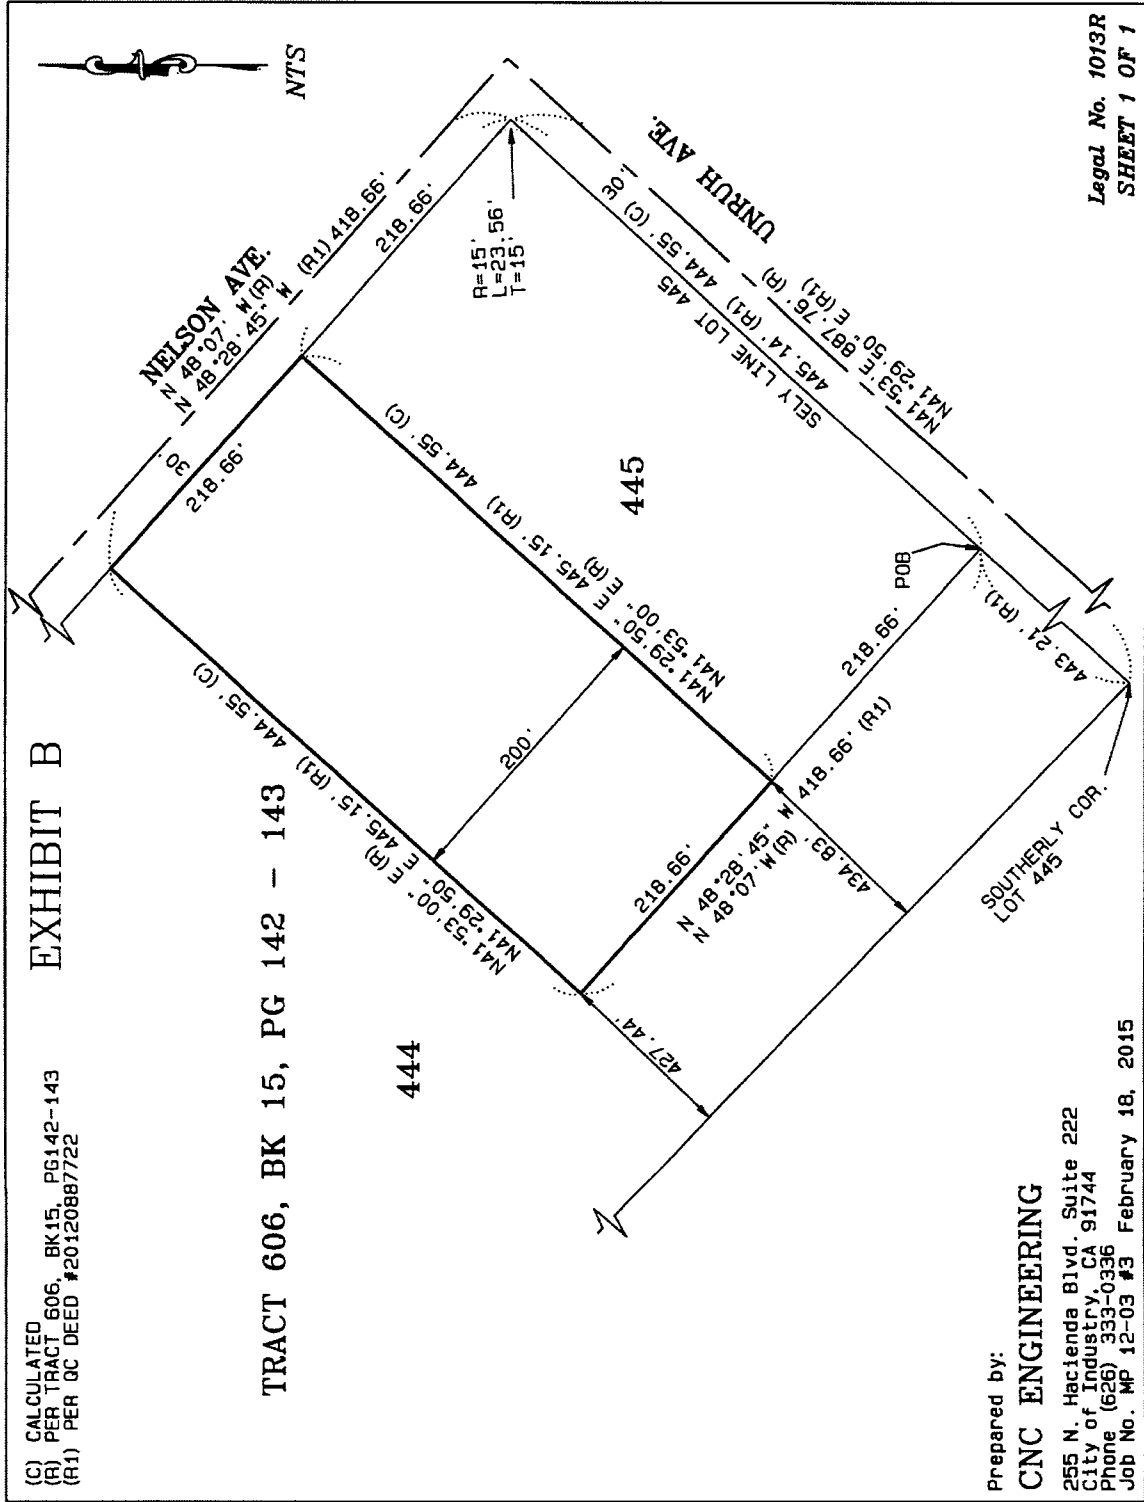 (C) CALCULATED
(R) PER TRACT 606, BK15, PG142-143
(R1) PER QC DEED #20120887722
EXHIBIT B
NTS
TRACT 606, BK 15, PG 142 - 143
NELSON AVE.
N 48°07' W (R)
N 48°28'45" W (R1) 418.66'
30'
218.66'
218.66'
R=15'
L=23.56'
T=15'
UNRUH AVE.
30'
N41°53'E 887.76' (R)
N41°29'50" E (R1)
445.14' (R1) 444.55' (C)
SELY LINE LOT 445
N41°53'00" E (R)
N41°29'50" E 445.15' (R1) 444.55' (C)
200'
N41°29'50" E 445.15' (R1) 444.55' (C)
N41°53'00" E (R)
444
445
POB
218.66'
218.66'
N 48°28'45" W 418.66' (R1)
N 48°07' W (R)
427.44'
434.83'
443.21' (R1)
SOUTHERLY COR.
LOT 445
Prepared by:
CNC ENGINEERING
255 N. Hacienda Blvd. Suite 222
City of Industry, CA 91744
Phone (626) 333-0336
Job No. MP 12-03 #3 February 18, 2015
Legal No. 1013R
SHEET 1 OF 1